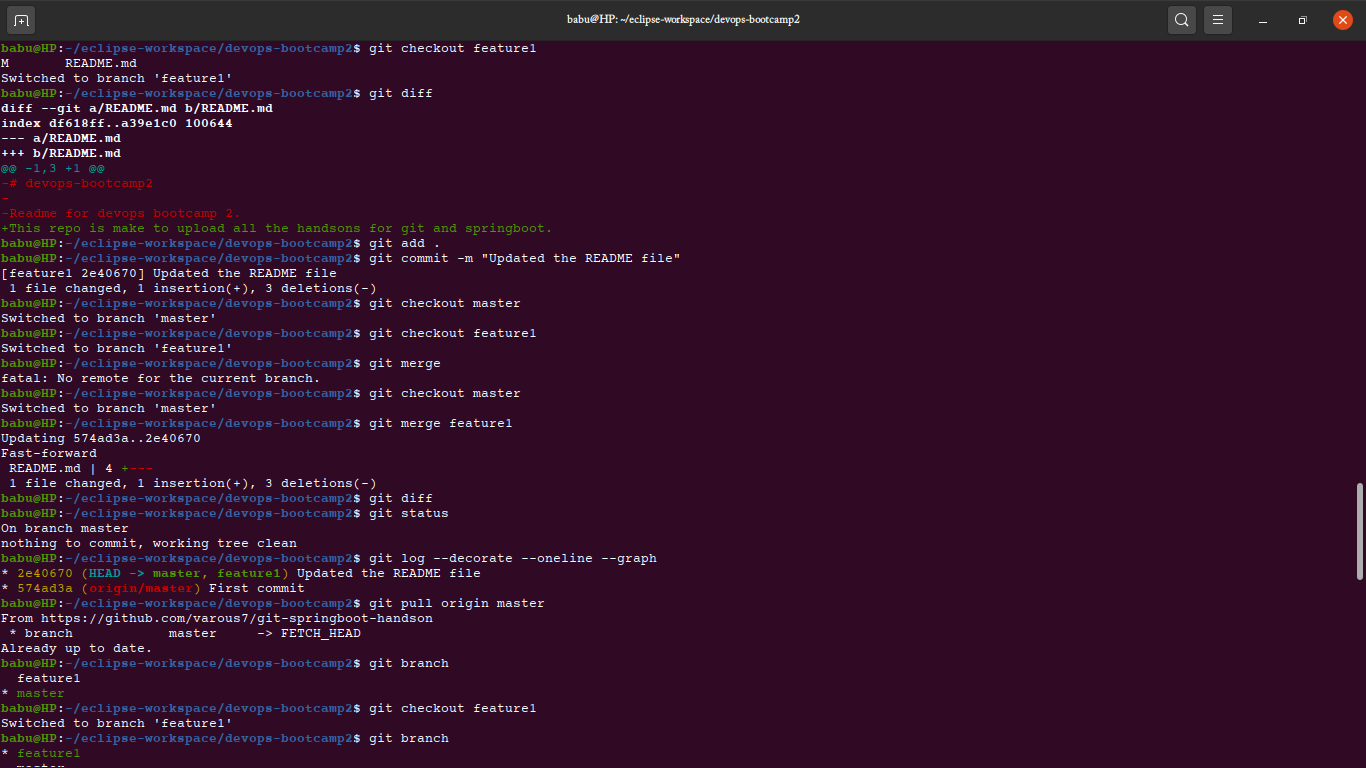 babu@HP: ~/eclipse-workspace/devops-bootcamp2
babu@HP:~/eclipse-workspace/devops-bootcamp2$ git checkout feature1
M       README.md
Switched to branch 'feature1'
babu@HP:~/eclipse-workspace/devops-bootcamp2$ git diff
diff --git a/README.md b/README.md
index df618ff..a39e1c0 100644
--- a/README.md
+++ b/README.md
@@ -1,3 +1 @@
-# devops-bootcamp2
-
-Readme for devops bootcamp 2.
+This repo is make to upload all the handsons for git and springboot.
babu@HP:~/eclipse-workspace/devops-bootcamp2$ git add .
babu@HP:~/eclipse-workspace/devops-bootcamp2$ git commit -m "Updated the README file"
[feature1 2e40670] Updated the README file
 1 file changed, 1 insertion(+), 3 deletions(-)
babu@HP:~/eclipse-workspace/devops-bootcamp2$ git checkout master
Switched to branch 'master'
babu@HP:~/eclipse-workspace/devops-bootcamp2$ git checkout feature1
Switched to branch 'feature1'
babu@HP:~/eclipse-workspace/devops-bootcamp2$ git merge
fatal: No remote for the current branch.
babu@HP:~/eclipse-workspace/devops-bootcamp2$ git checkout master
Switched to branch 'master'
babu@HP:~/eclipse-workspace/devops-bootcamp2$ git merge feature1
Updating 574ad3a..2e40670
Fast-forward
 README.md | 4 +---
 1 file changed, 1 insertion(+), 3 deletions(-)
babu@HP:~/eclipse-workspace/devops-bootcamp2$ git diff
babu@HP:~/eclipse-workspace/devops-bootcamp2$ git status
On branch master
nothing to commit, working tree clean
babu@HP:~/eclipse-workspace/devops-bootcamp2$ git log --decorate --oneline --graph
* 2e40670 (HEAD -> master, feature1) Updated the README file
* 574ad3a (origin/master) First commit
babu@HP:~/eclipse-workspace/devops-bootcamp2$ git pull origin master
From https://github.com/varous7/git-springboot-handson
 * branch            master     -> FETCH_HEAD
Already up to date.
babu@HP:~/eclipse-workspace/devops-bootcamp2$ git branch
  feature1
* master
babu@HP:~/eclipse-workspace/devops-bootcamp2$ git checkout feature1
Switched to branch 'feature1'
babu@HP:~/eclipse-workspace/devops-bootcamp2$ git branch
* feature1